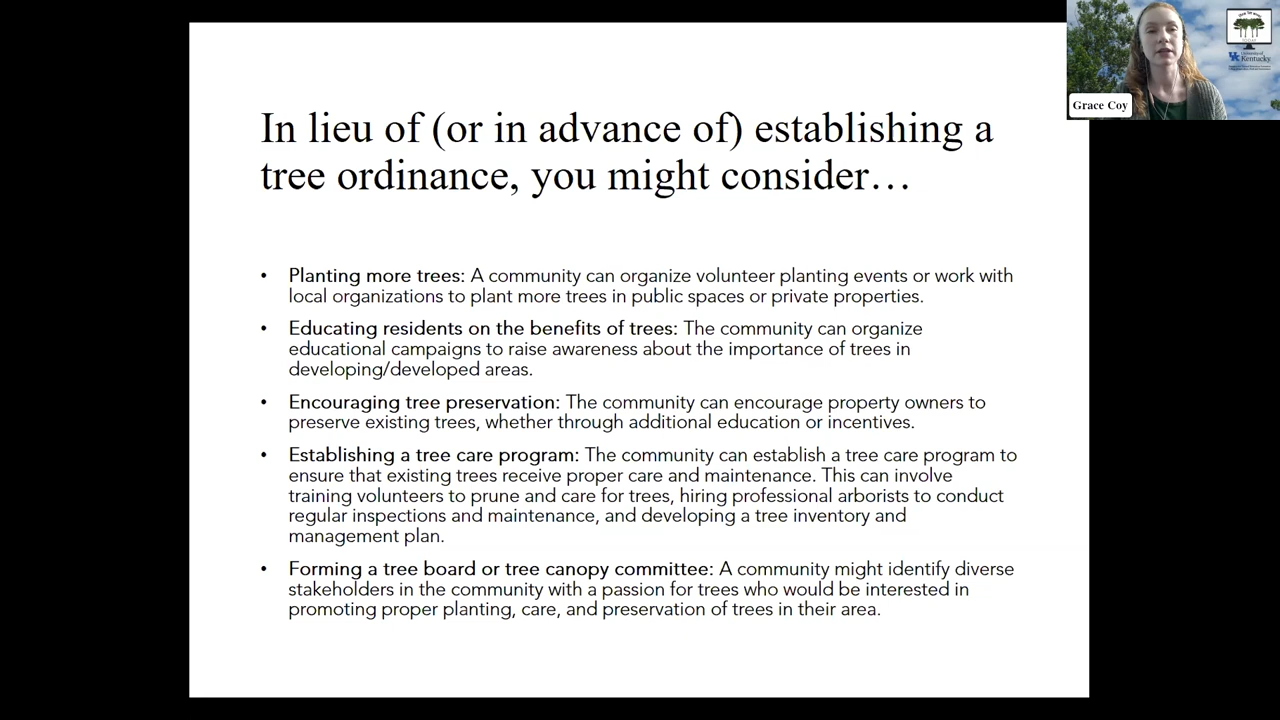 In lieu of (or in advance of) establishing a
tree ordinance, you might consider…
• Planting more trees: A community can organize volunteer planting events or work with
local organizations to plant more trees in public spaces or private properties.
• Educating residents on the benefits of trees: The community can organize
educational campaigns to raise awareness about the importance of trees in
developing/developed areas.
• Encouraging tree preservation: The community can encourage property owners to
preserve existing trees, whether through additional education or incentives.
• Establishing a tree care program: The community can establish a tree care program to
ensure that existing trees receive proper care and maintenance. This can involve
training volunteers to prune and care for trees, hiring professional arborists to conduct
regular inspections and maintenance, and developing a tree inventory and
management plan.
• Forming a tree board or tree canopy committee: A community might identify diverse
stakeholders in the community with a passion for trees who would be interested in
promoting proper planting, care, and preservation of trees in their area.
Grace Coy
UK
Kentucky